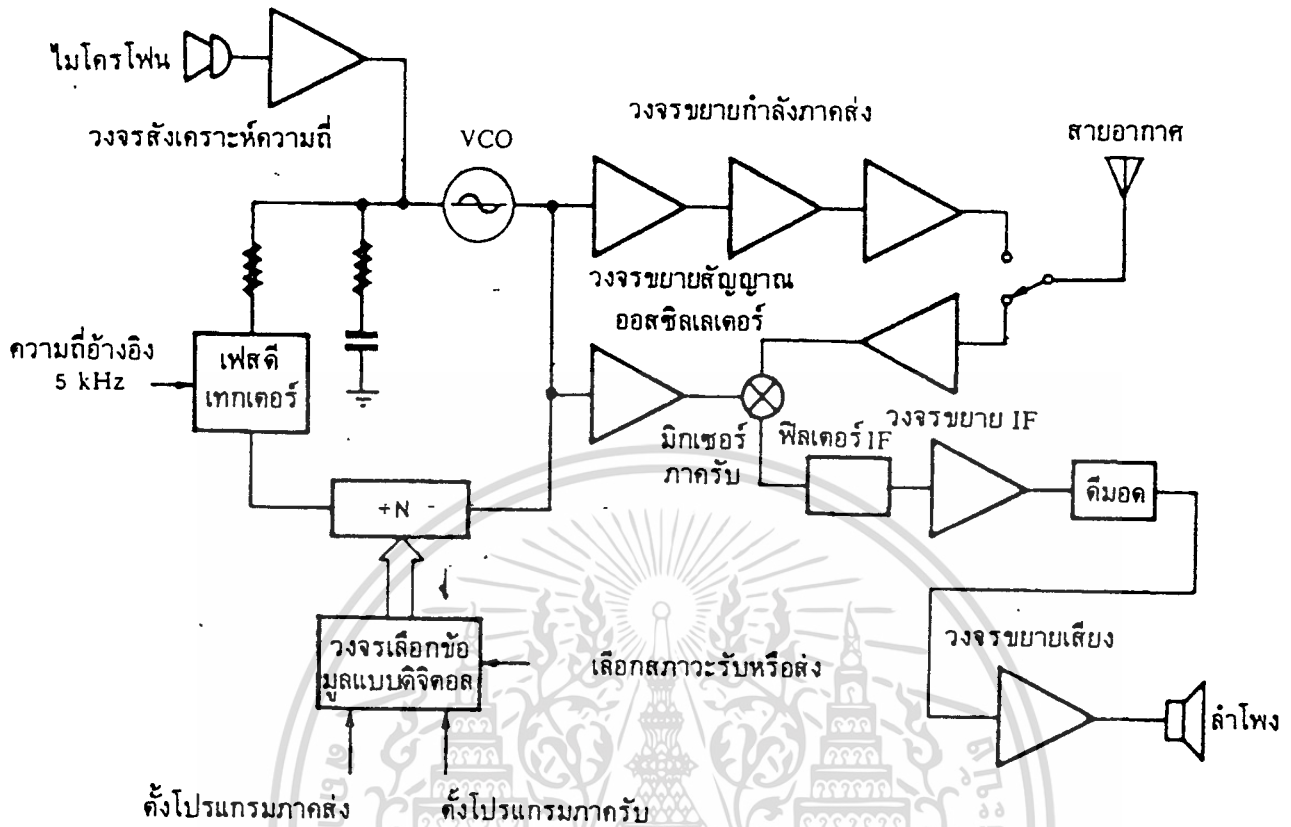 ไมโครโฟน
วงจรสังเคราะห์ความถี่
VCO
วงจรขยายกำลังภาคส่ง
สายอากาศ
วงจรขยายสัญญาณ
ออสซิลเลเตอร์
ความถี่อ้างอิง
5 kHz
เฟสดี
เทกเตอร์
มิกเซอร์
ภาครับ
ฟิลเตอร์ IF
วงจรขยาย IF
ดีมอด
+N -
วงจรเลือกข้อ
มูลแบบดิจิตอล
เลือกสภาวะรับหรือส่ง
วงจรขยายเสียง
ลำโพง
ตั้งโปรแกรมภาคส่ง
ตั้งโปรแกรมภาครับ